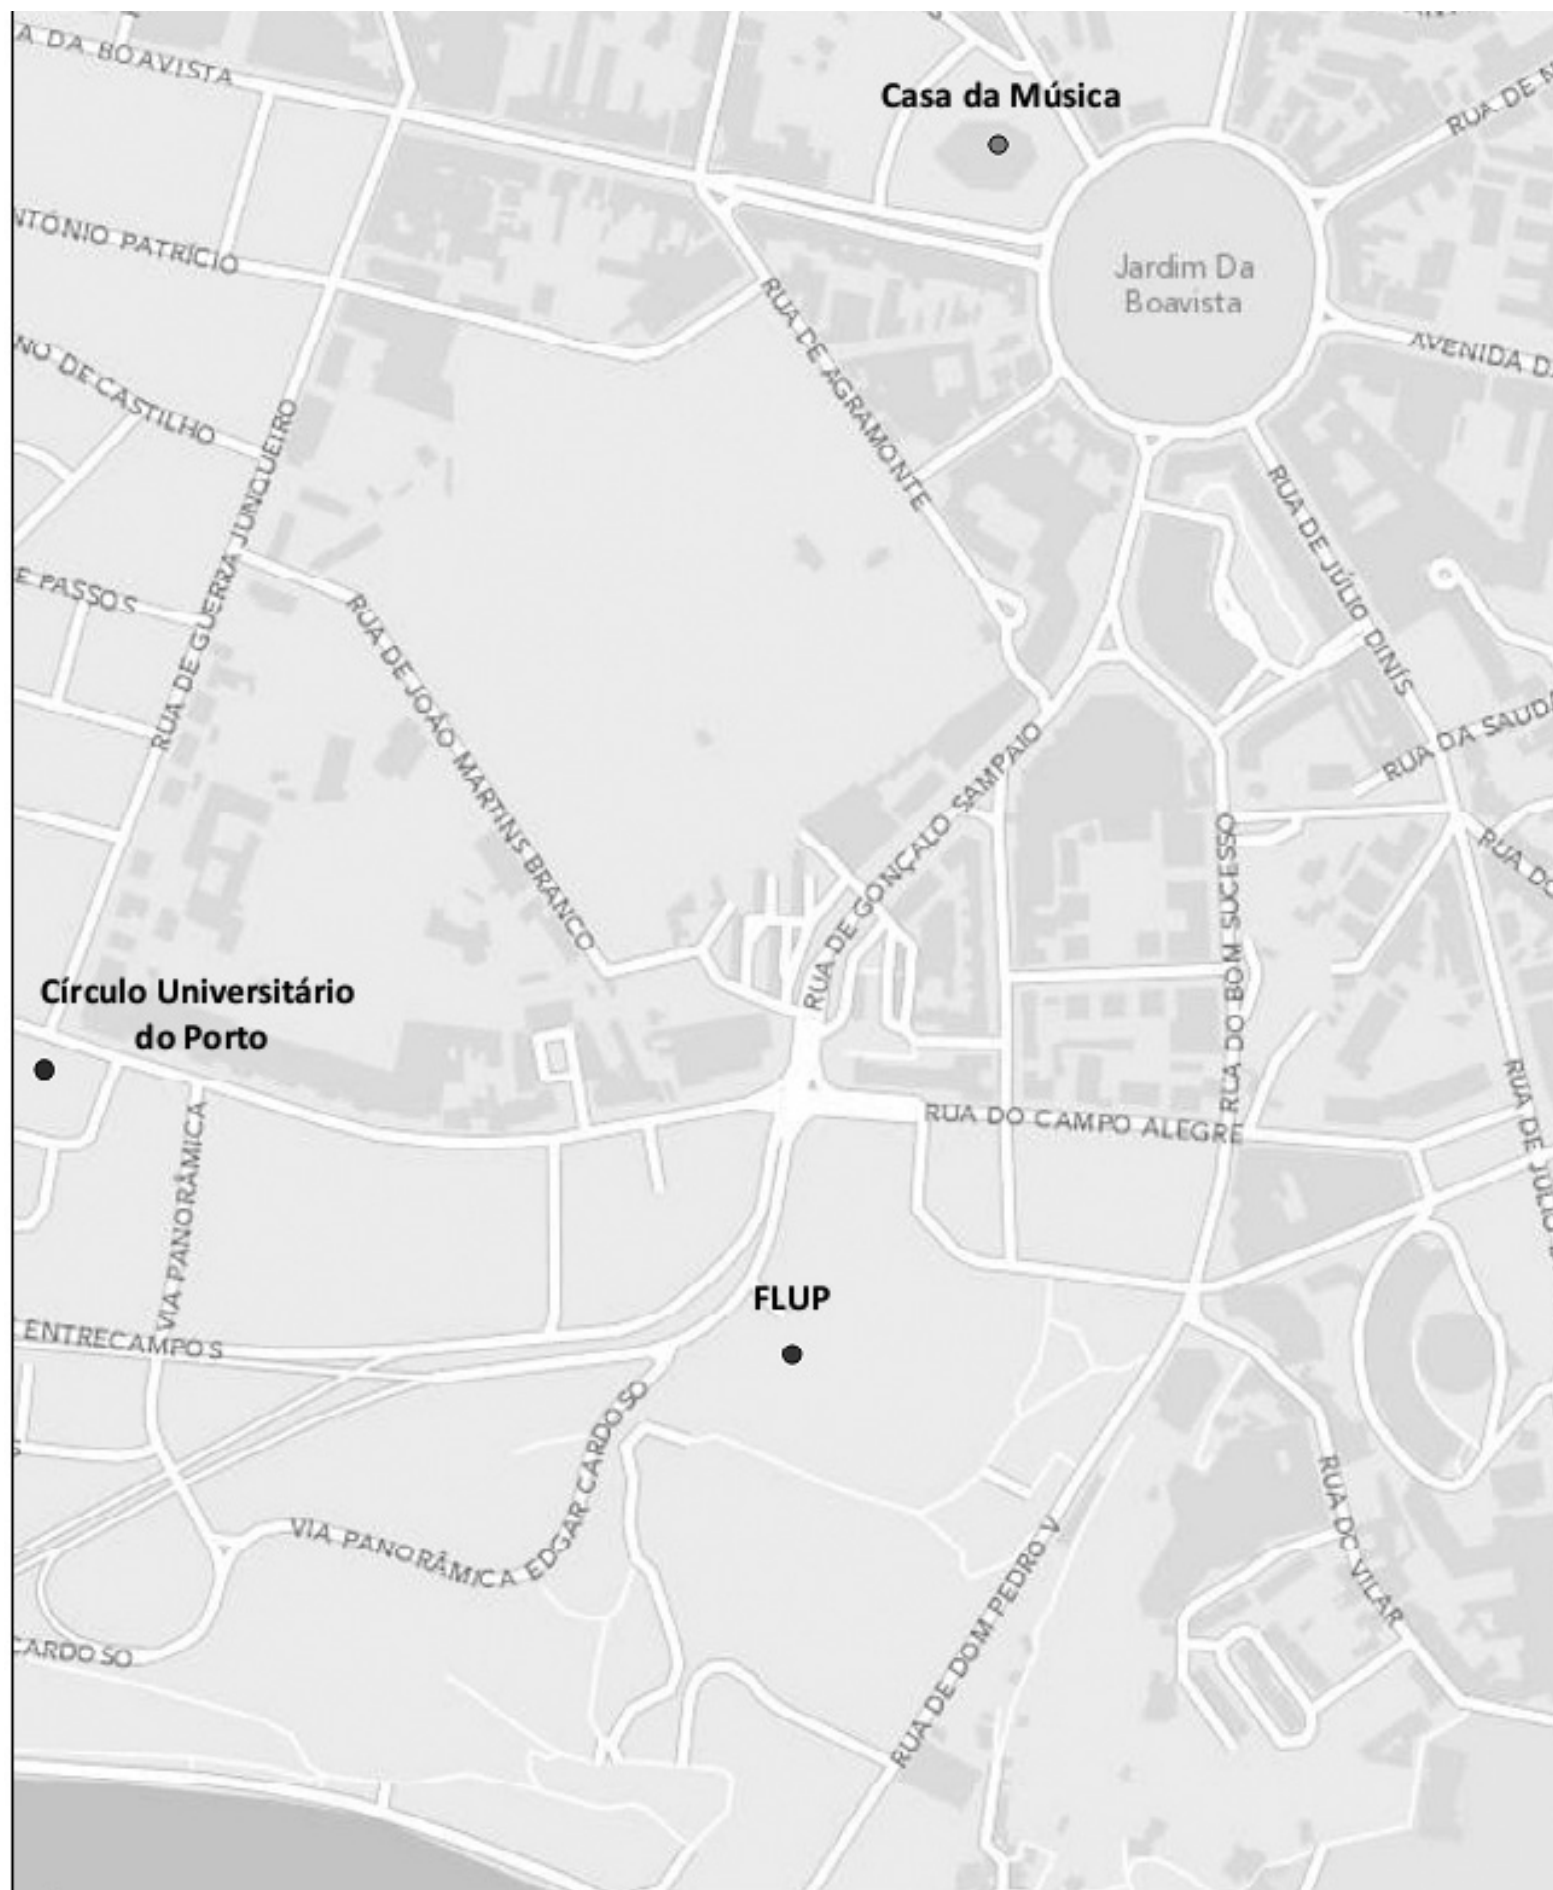 A DA BOAVISTA
Casa da Música
RUA DE N
NTÓNIO PATRÍCIO
Jardim Da
Boavista
RUA DE AGRAMONTE
AVENIDA D
NO DE CASTILHO
RUA DE GUERRA JUNQUEIRO
RUA DE JÚLIO DINÍS
E PASSOS
RUA DE JOÃO MARTINS BRANCO
RUA DA SAUD
RUA DE GONÇALO SAMPAIO
RUA DO BOM SUCESSO
RUA DO
Círculo Universitário
do Porto
RUA DO CAMPO ALEGRE
RUA DE JÚLIO
VIA PANORÂMICA
FLUP
ENTRECAMPOS
VIA PANORÂMICA EDGAR CARDOSO
RUA DO VILAR
RUA DE DOM PEDRO V
CARDOSO